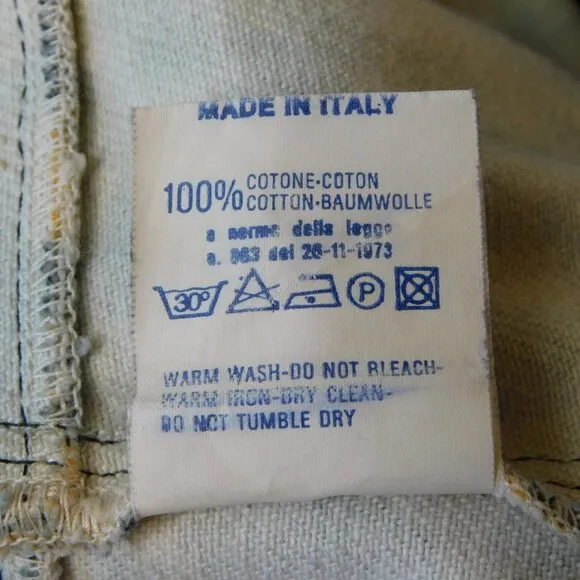 MADE IN ITALY
100% COTONE·COTON
COTTON·BAUMWOLLE
a norma della legge
n. 883 del 26-11-1973
30° P
WARM WASH-DO NOT BLEACH-
WARM IRON-DRY CLEAN-
DO NOT TUMBLE DRY